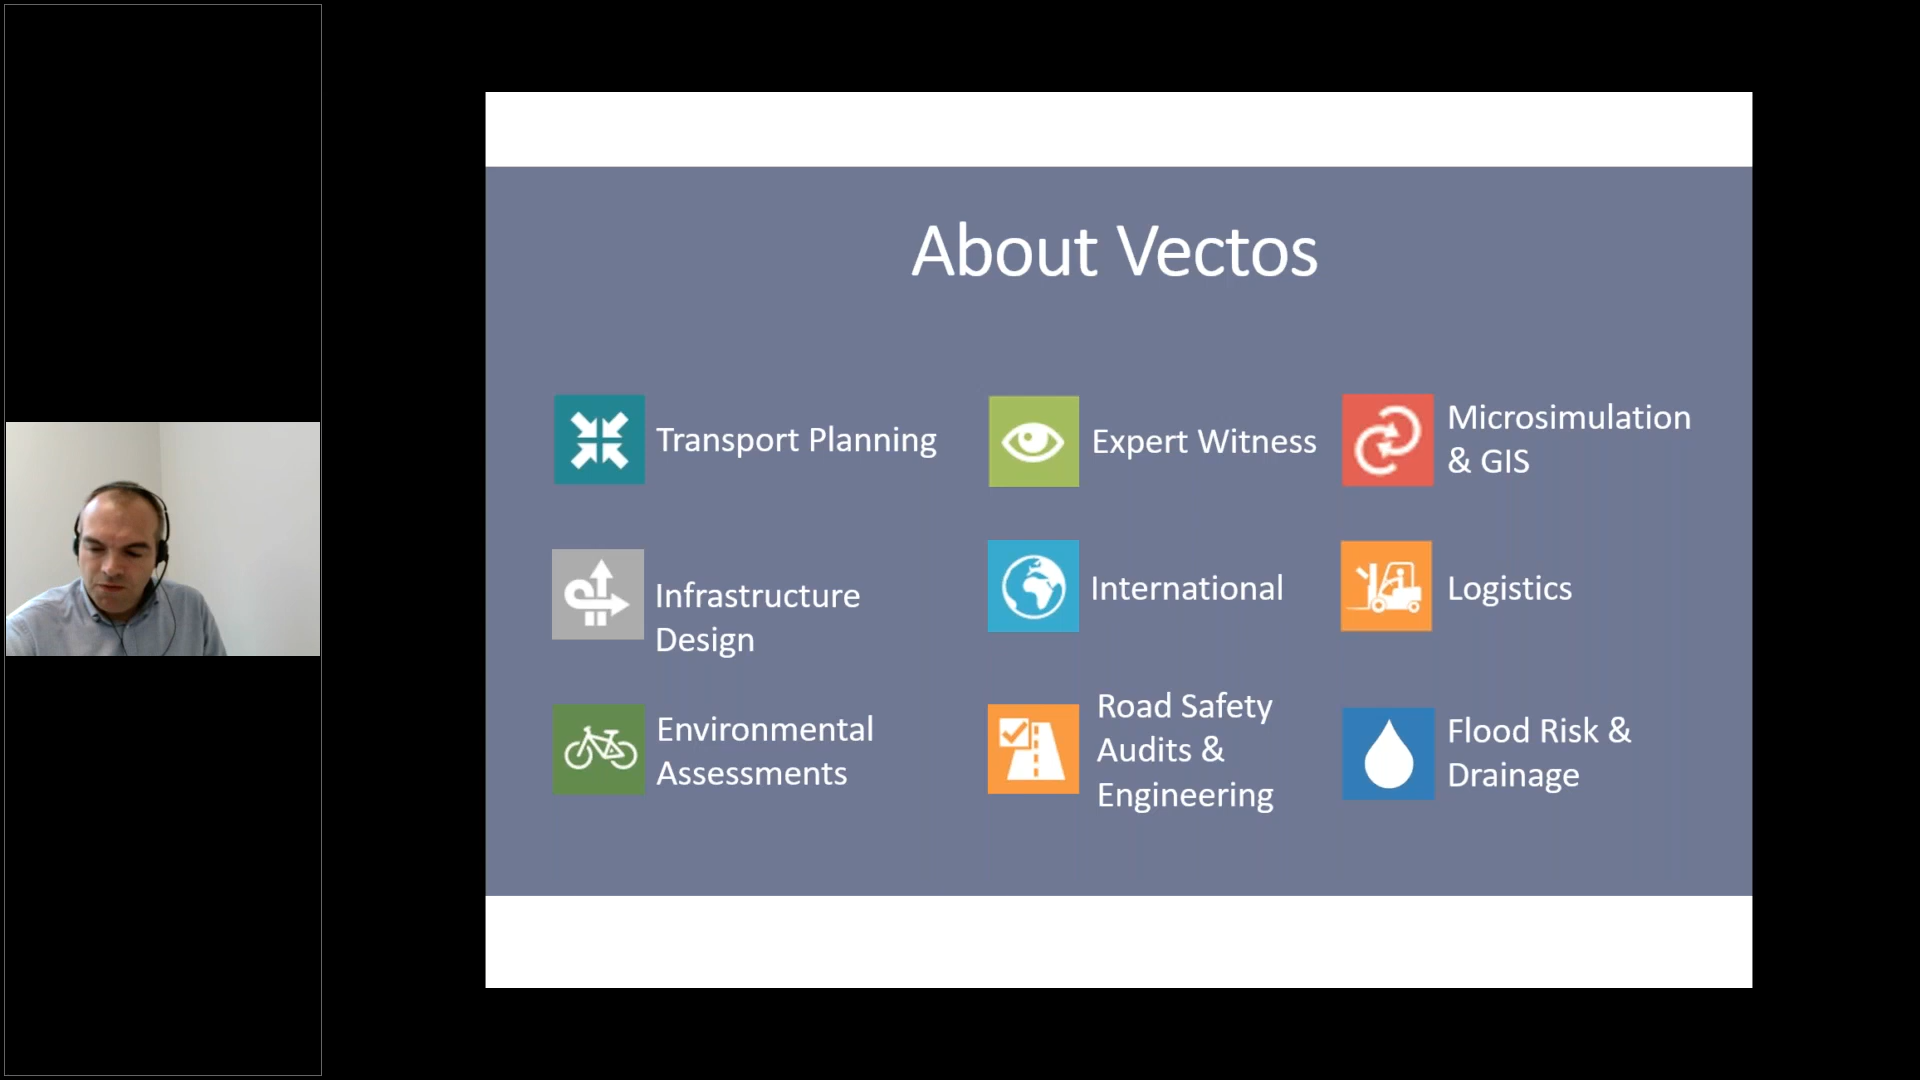 About Vectos
Transport Planning
Expert Witness
Microsimulation
& GIS
Infrastructure
Design
International
Logistics
Environmental
Assessments
Road Safety
Audits &
Engineering
Flood Risk &
Drainage